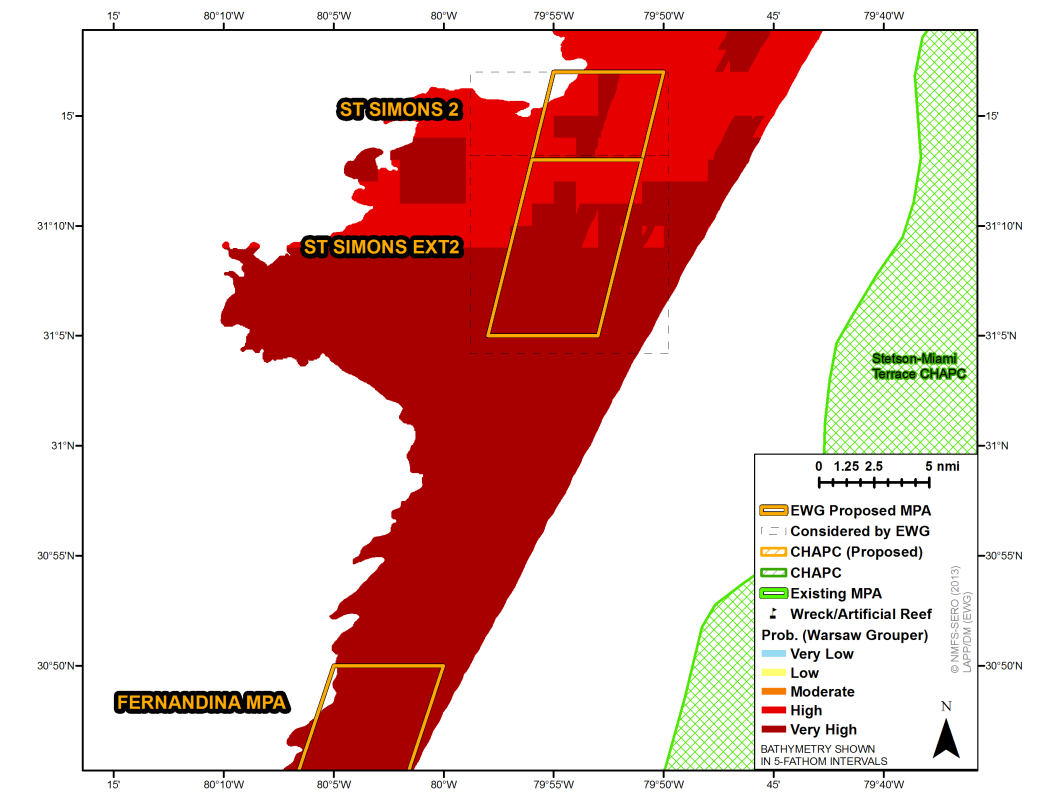 15'
80°10'W
80°5'W
80°W
79°55'W
79°50'W
45'
79°40'W
ST SIMONS 2
15'
15'
31°10'N
31°10'N
ST SIMONS EXT2
31°5'N
31°5'N
Stetson-Miami
Terrace CHAPC
31°N
31°N
0 1.25 2.5 5 nmi
EWG Proposed MPA
Considered by EWG
CHAPC (Proposed)
CHAPC
Existing MPA
Wreck/Artificial Reef
Prob. (Warsaw Grouper)
Very Low
Low
Moderate
High
Very High
BATHYMETRY SHOWN
IN 5-FATHOM INTERVALS
© NMFS-SERO (2013)
LAPP/DM (EWG)
N
30°55'N
30°55'N
30°50'N
30°50'N
FERNANDINA MPA
15'
80°10'W
80°5'W
80°W
79°55'W
79°50'W
45'
79°40'W